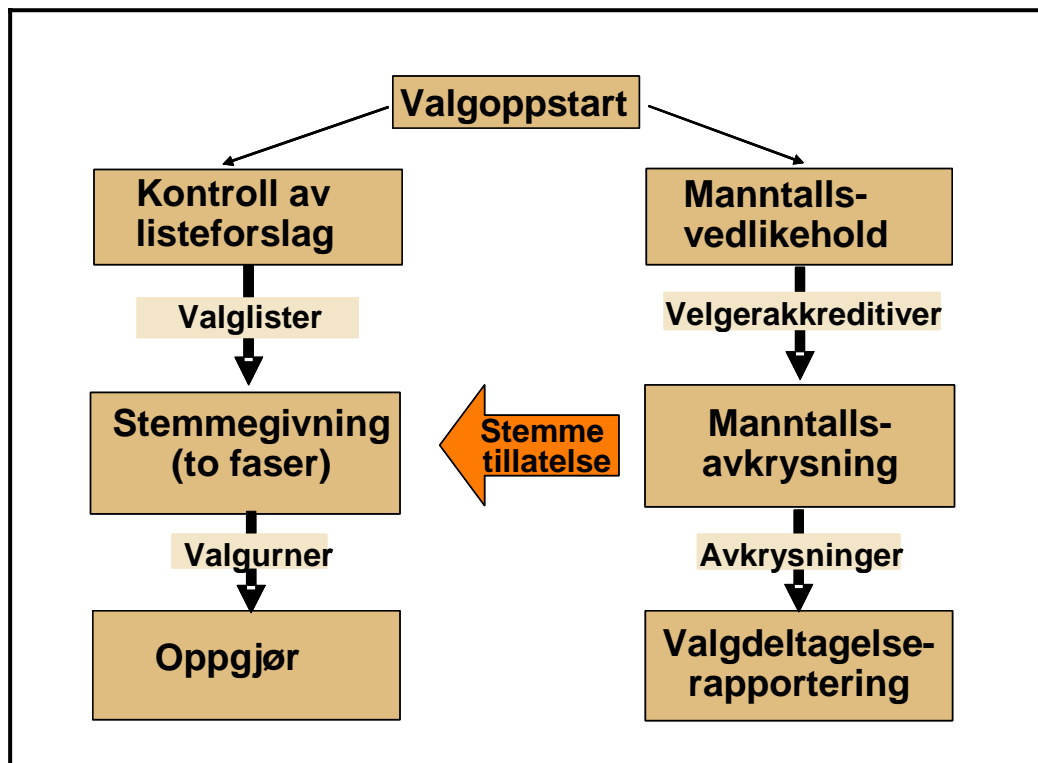 Valgoppstart
Kontroll av
listeforslag
Manntalls-
vedlikehold
Valglister
Velgerakkreditiver
Stemmegivning
(to faser)
Stemme
tillatelse
Manntalls-
avkrysning
Valgurner
Avkrysninger
Oppgjør
Valgdeltagelse-
rapportering